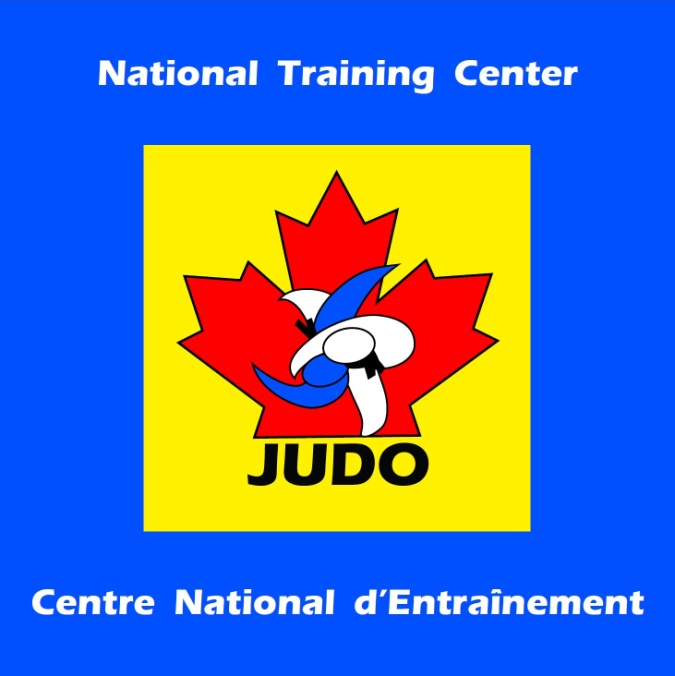 National Training Center
JUDO
Centre National d'Entraînement